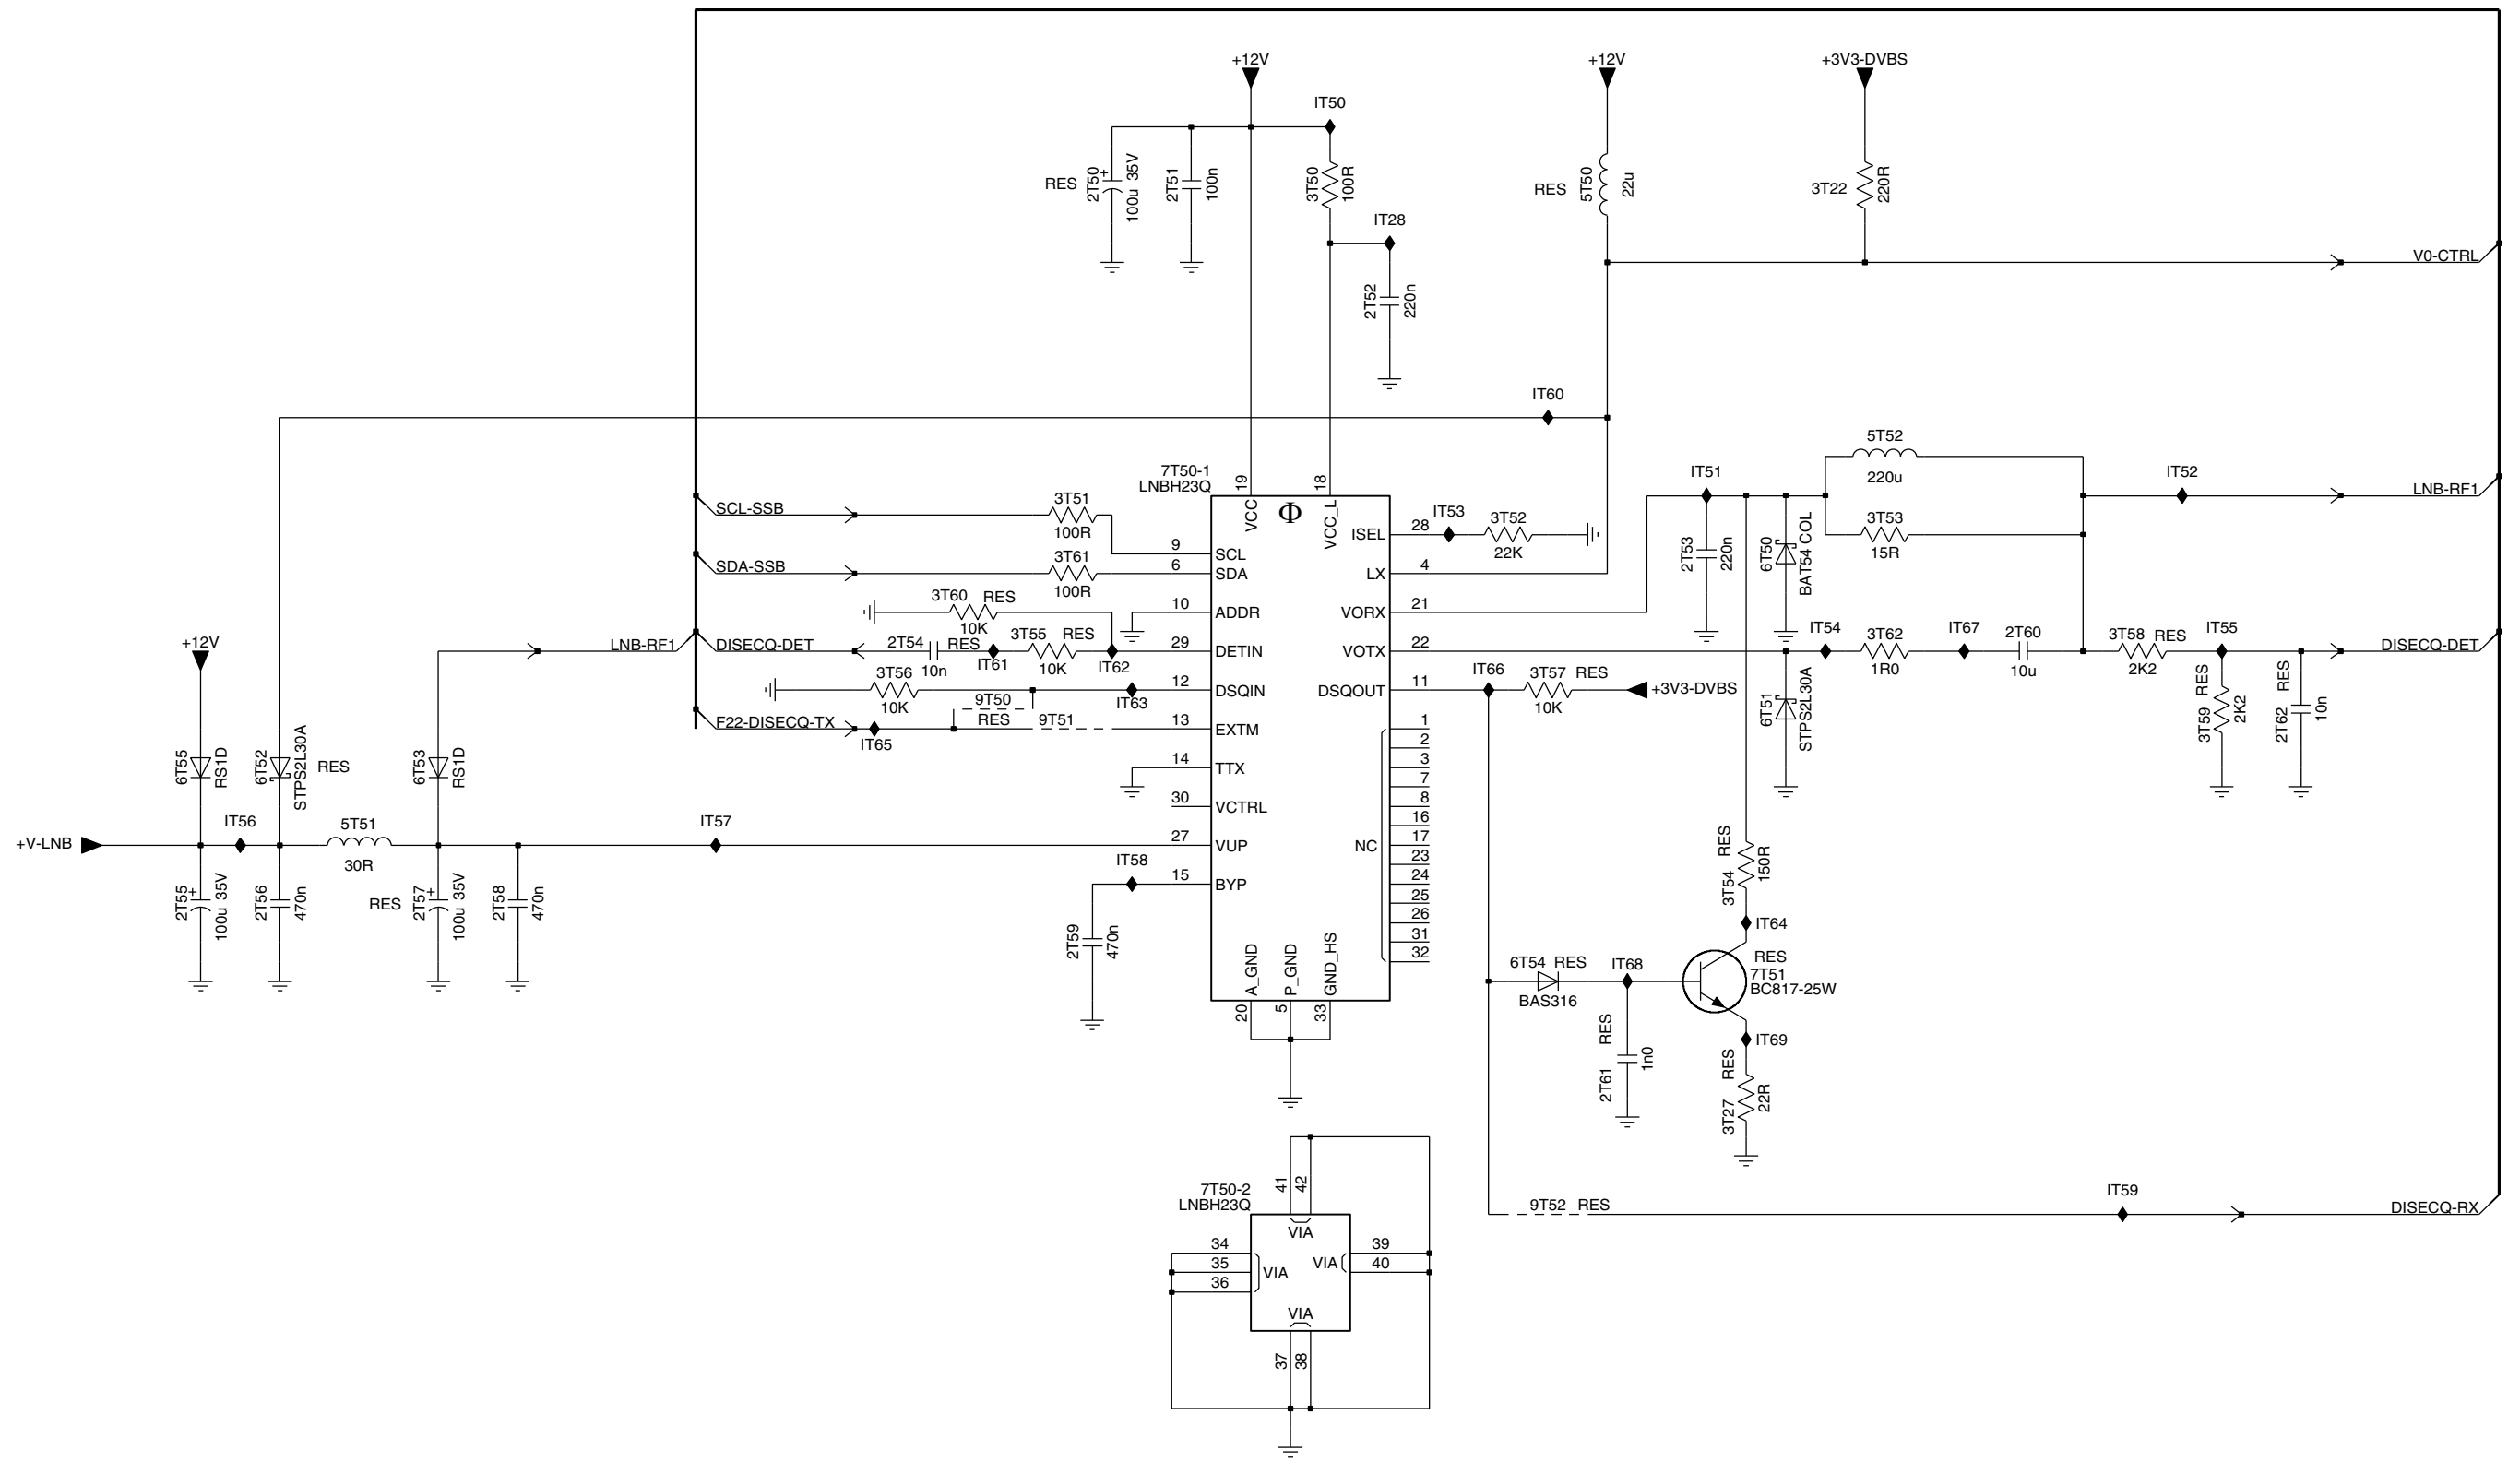 +12V
+12V
+3V3-DVBS
IT50
RES
2T50
+
100u 35V
2T51
100n
3T50
100R
RES
5T50
22u
3T22
220R
IT28
2T52
220n
V0-CTRL
IT60
7T50-1
LNBH23Q
19
18
VCC
Φ
VCC_L
SCL-SSB
3T51
100R
9
SCL
SDA-SSB
3T61
100R
6
SDA
3T60 RES
10K
10
ADDR
LNB-RF1
DISECQ-DET
2T54
RES
10n
IT61
3T55 RES
10K
IT62
29
DETIN
3T56
10K
9T50
RES
IT63
12
DSQIN
F22-DISECQ-TX
IT65
9T51
13
EXTM
14
TTX
30
VCTRL
27
VUP
IT58
15
BYP
2T59
470n
ISEL
28
IT53
3T52
22K
LX
4
VORX
21
VOTX
22
DSQOUT
11
IT66
3T57 RES
10K
+3V3-DVBS
NC
1
2
3
7
8
16
17
23
24
25
26
31
32
A_GND
P_GND
GND_HS
20
5
33
IT51
2T53
220n
6T50
BAT54 COL
5T52
220u
3T53
15R
IT52
LNB-RF1
IT54
3T62
1R0
IT67
2T60
10u
3T58 RES
2K2
IT55
DISECQ-DET
6T51
STPS2L30A
RES
3T59
2K2
RES
2T62
10n
+12V
6T55
RS1D
6T52
STPS2L30A
RES
6T53
RS1D
+V-LNB
IT56
5T51
30R
IT57
2T55
+
100u 35V
2T56
470n
RES
2T57
+
100u 35V
2T58
470n
RES
3T54
150R
IT64
6T54 RES
BAS316
IT68
RES
7T51
BC817-25W
RES
2T61
1n0
IT69
RES
3T27
22R
9T52 RES
IT59
DISECQ-RX
7T50-2
LNBH23Q
41
42
VIA
34
35
36
VIA
VIA
39
40
VIA
37
38